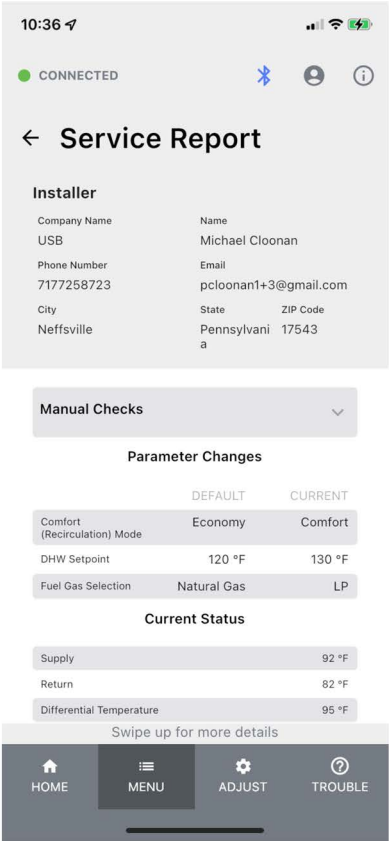 10:36
CONNECTED
← Service Report
Installer
Company Name Name
USB Michael Cloonan
Phone Number Email
7177258723 pcloonan1+3@gmail.com
City State ZIP Code
Neffsville Pennsylvani 17543
a
Manual Checks
Parameter Changes
DEFAULT CURRENT
Comfort Economy Comfort
(Recirculation) Mode
DHW Setpoint 120 °F 130 °F
Fuel Gas Selection Natural Gas LP
Current Status
Supply 92 °F
Return 82 °F
Differential Temperature 95 °F
Swipe up for more details
HOME MENU ADJUST TROUBLE